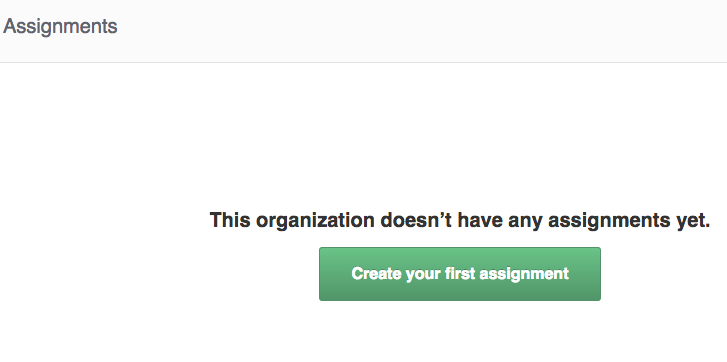 Assignments
This organization doesn’t have any assignments yet.
Create your first assignment